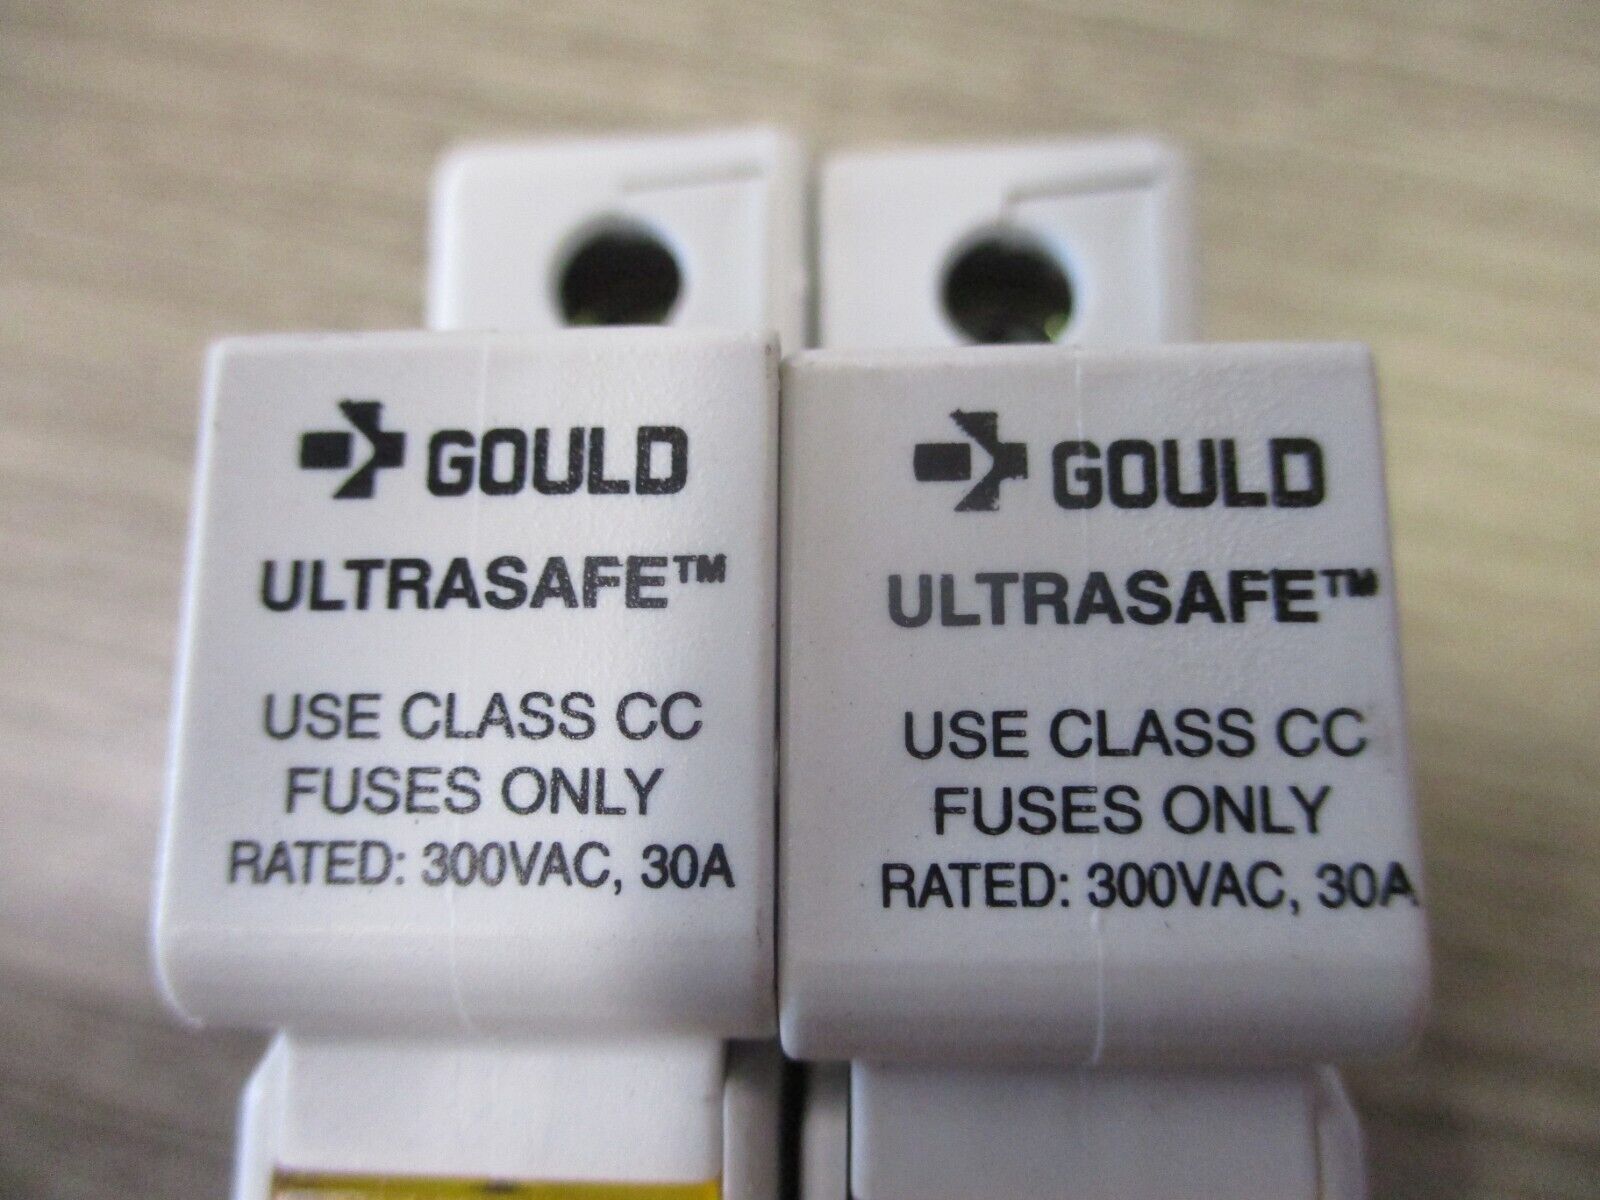 GOULD
ULTRASAFE™
USE CLASS CC
FUSES ONLY
RATED: 300VAC, 30A
GOULD
ULTRASAFE™
USE CLASS CC
FUSES ONLY
RATED: 300VAC, 30A